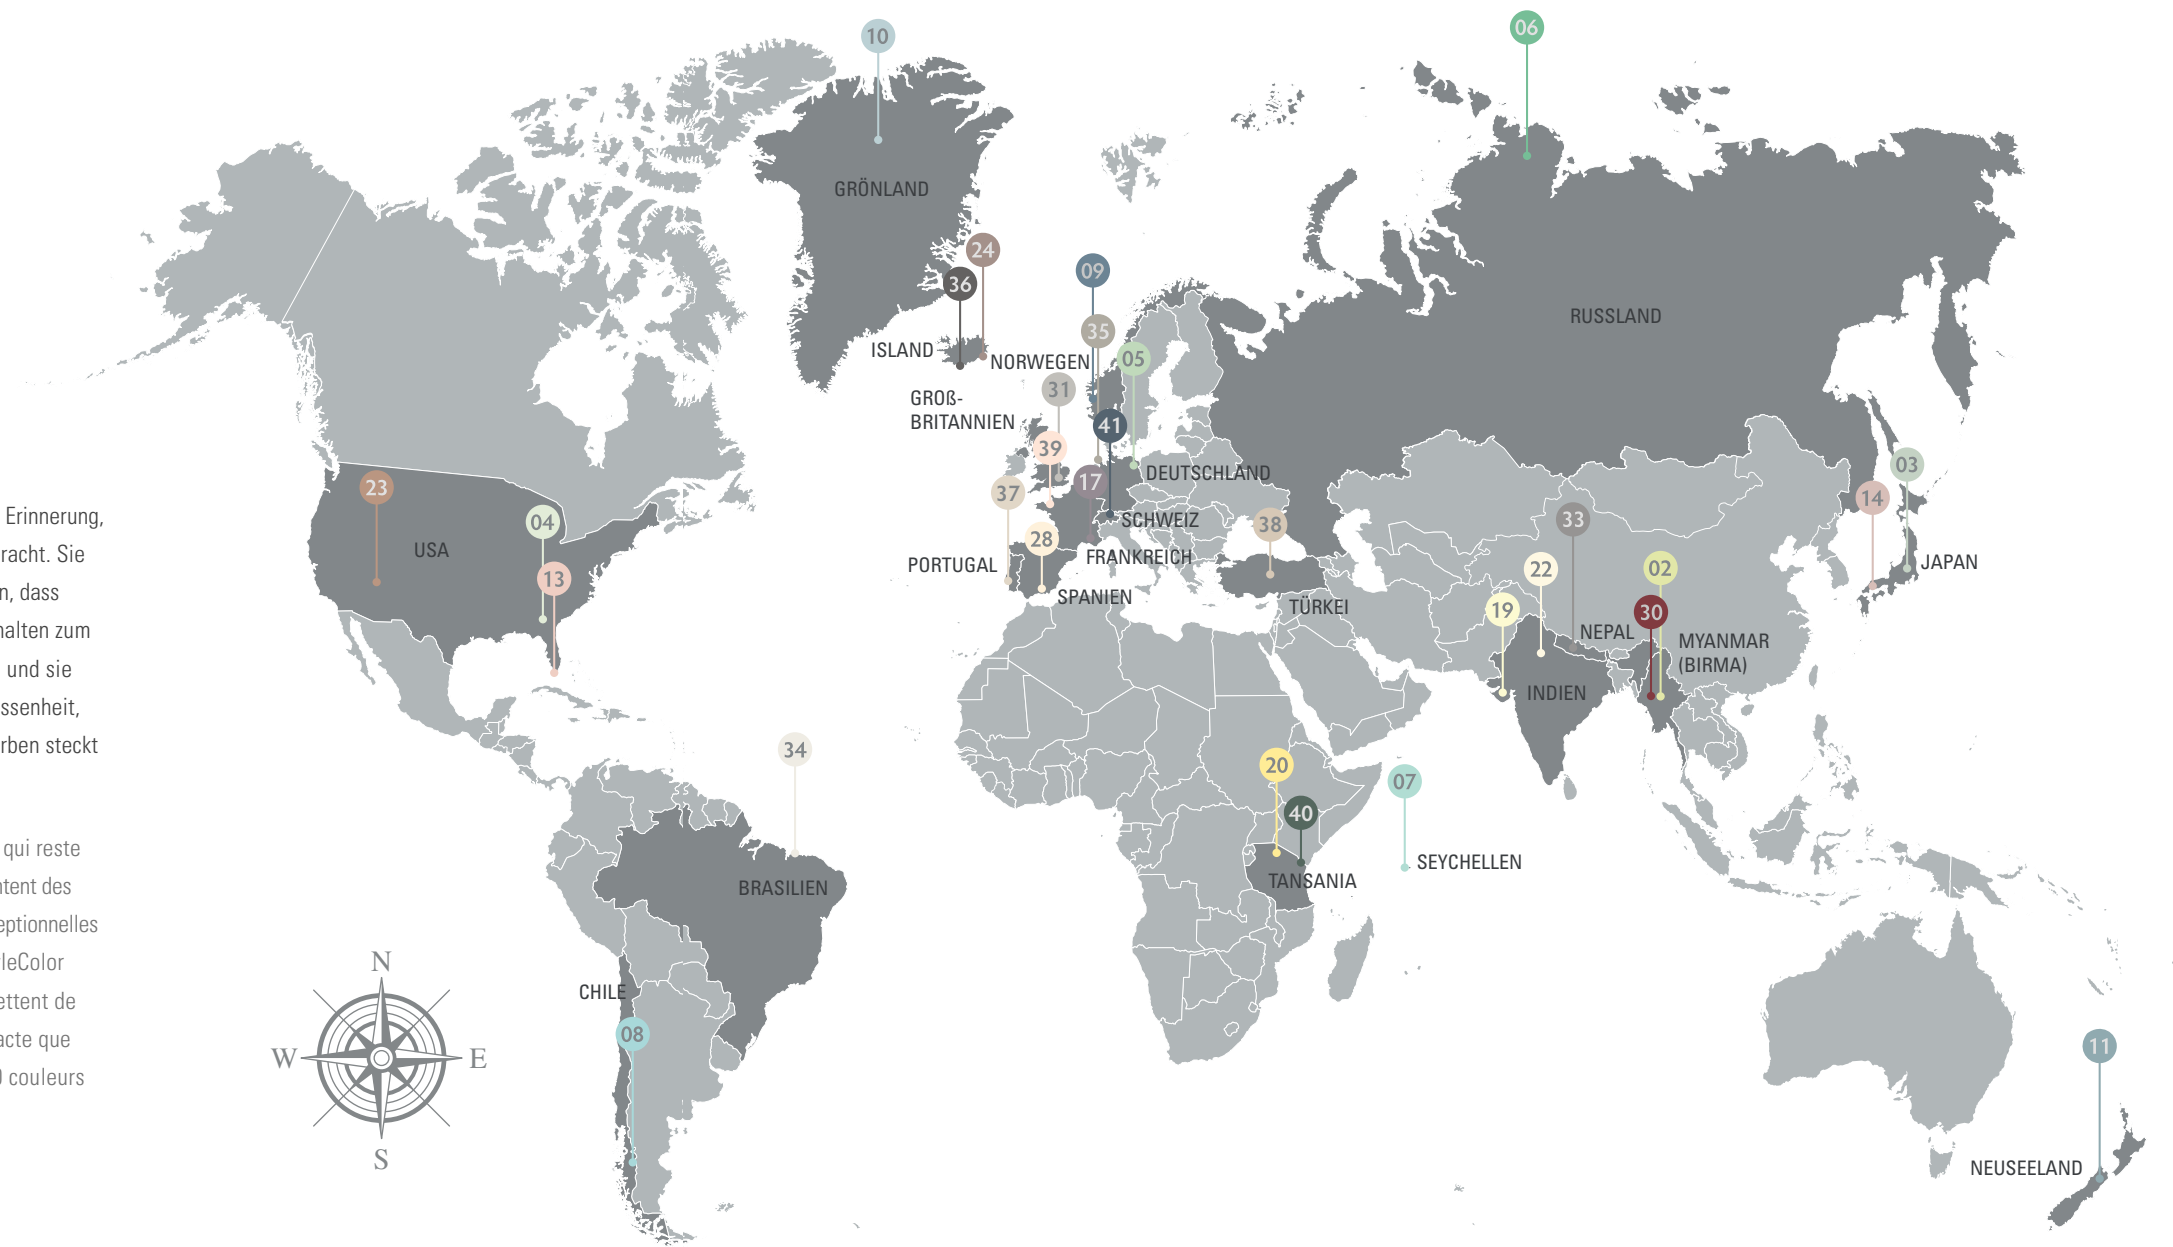 Erinnerung,
racht. Sie
n, dass
halten zum
und sie
ssenheit,
rben steckt
qui reste
ntent des
eptionnelles
leColor
ettent de
acte que
0 couleurs
10
06
GRÖNLAND
24
36
09
RUSSLAND
35
ISLAND
NORWEGEN
05
31
GROß-
BRITANNIEN
41
39
DEUTSCHLAND
03
23
17
37
14
04
SCHWEIZ
38
33
28
USA
FRANKREICH
PORTUGAL
JAPAN
13
22
02
SPANIEN
TÜRKEI
19
30
NEPAL
MYANMAR
(BIRMA)
INDIEN
34
20
07
40
SEYCHELLEN
TANSANIA
BRASILIEN
CHILE
08
N
W
E
S
11
NEUSEELAND